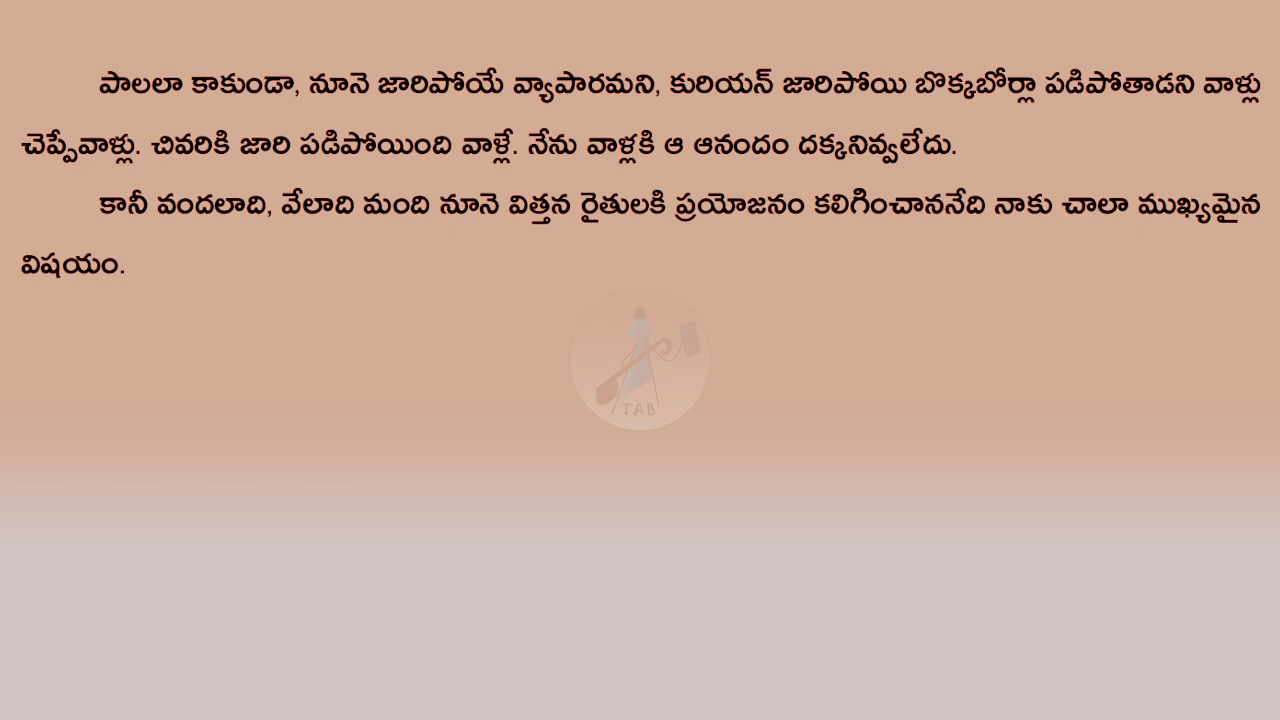 పాలలా కాకుండా, నూనె జారిపోయే వ్యాపారమని, కురియన్ జారిపోయి బొక్కబోర్లా పడిపోతాడని వాళ్లు
చెప్పేవాళ్లు. చివరికి జారి పడిపోయింది వాళ్లే. నేను వాళ్లకి ఆ ఆనందం దక్కనివ్వలేదు.
కానీ వందలాది, వేలాది మంది నూనె విత్తన రైతులకి ప్రయోజనం కలిగించాననేది నాకు చాలా ముఖ్యమైన
విషయం.
TAB